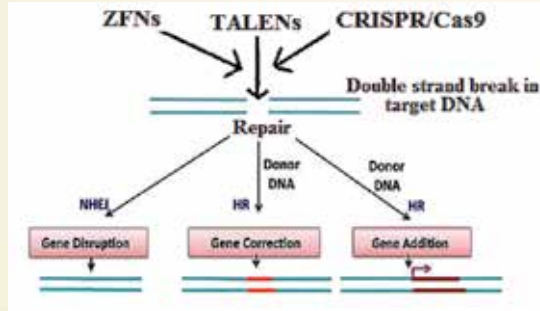 ZFNs TALENs CRISPR/Cas9
Double strand break in
target DNA
Repair
Donor
DNA
Donor
DNA
NHEJ
HR
HR
Gene Disruption
Gene Correction
Gene Addition